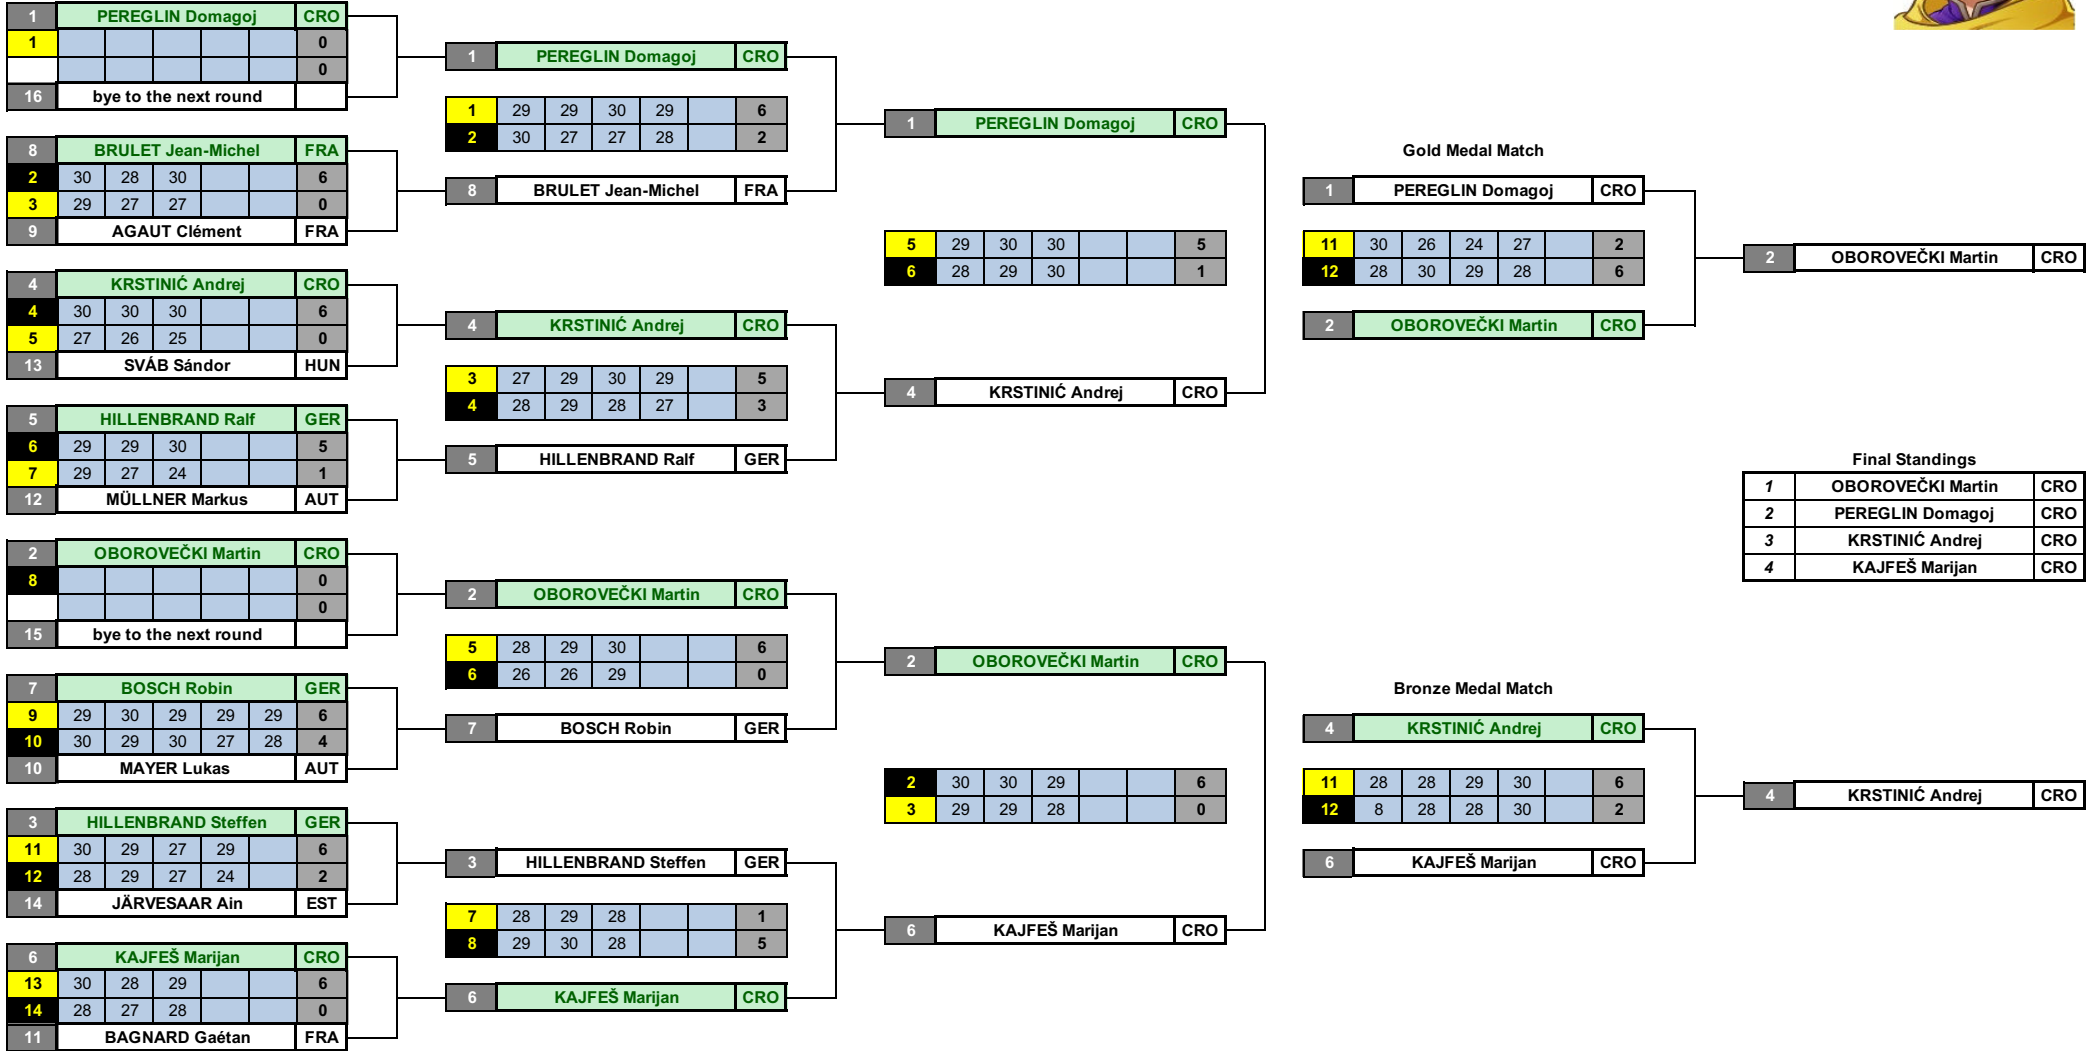 1 PEREGLIN Domagoj CRO
1 0
0
16 bye to the next round
8 BRULET Jean-Michel FRA
2 30 28 30 6
3 29 27 27 0
9 AGAUT Clément FRA
4 KRSTINIĆ Andrej CRO
4 30 30 30 6
5 27 26 25 0
13 SVÁB Sándor HUN
5 HILLENBRAND Ralf GER
6 29 29 30 5
7 29 27 24 1
12 MÜLLNER Markus AUT
2 OBOROVEČKI Martin CRO
8 0
0
15 bye to the next round
7 BOSCH Robin GER
9 29 30 29 29 29 6
10 30 29 30 27 28 4
10 MAYER Lukas AUT
3 HILLENBRAND Steffen GER
11 30 29 27 29 6
12 28 29 27 24 2
14 JÄRVESAAR Ain EST
6 KAJFEŠ Marijan CRO
13 30 28 29 6
14 28 27 28 0
11 BAGNARD Gaétan FRA
1 PEREGLIN Domagoj CRO
1 29 29 30 29 6
2 30 27 27 28 2
8 BRULET Jean-Michel FRA
4 KRSTINIĆ Andrej CRO
3 27 29 30 29 5
4 28 29 28 27 3
5 HILLENBRAND Ralf GER
2 OBOROVEČKI Martin CRO
5 28 29 30 6
6 26 26 29 0
7 BOSCH Robin GER
3 HILLENBRAND Steffen GER
7 28 29 28 1
8 29 30 28 5
6 KAJFEŠ Marijan CRO
1 PEREGLIN Domagoj CRO
5 29 30 30 5
6 28 29 30 1
4 KRSTINIĆ Andrej CRO
2 OBOROVEČKI Martin CRO
2 30 30 29 6
3 29 29 28 0
6 KAJFEŠ Marijan CRO
Gold Medal Match
1 PEREGLIN Domagoj CRO
11 30 26 24 27 2
12 28 30 29 28 6
2 OBOROVEČKI Martin CRO
Bronze Medal Match
4 KRSTINIĆ Andrej CRO
11 28 28 29 30 6
12 8 28 28 30 2
6 KAJFEŠ Marijan CRO
2 OBOROVEČKI Martin CRO
Final Standings
1 OBOROVEČKI Martin CRO
2 PEREGLIN Domagoj CRO
3 KRSTINIĆ Andrej CRO
4 KAJFEŠ Marijan CRO
4 KRSTINIĆ Andrej CRO